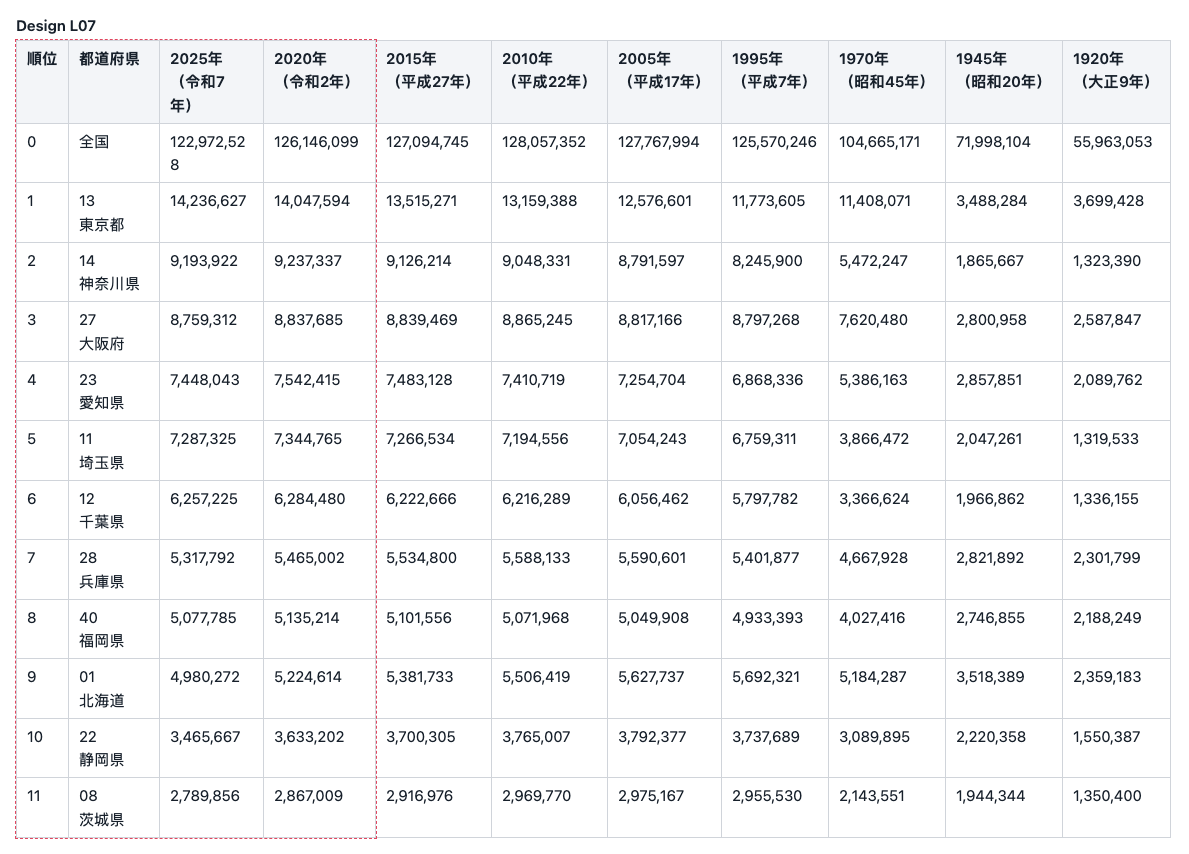 Design L07
順位 都道府県 2025年 2020年 2015年 2010年 2005年 1995年 1970年 1945年 1920年
（令和7 （令和2年） （平成27年） （平成22年） （平成17年） （平成7年） （昭和45年） （昭和20年） （大正9年）
年）
0 全国 122,972,52 126,146,099 127,094,745 128,057,352 127,767,994 125,570,246 104,665,171 71,998,104 55,963,053
8
1 13 14,236,627 14,047,594 13,515,271 13,159,388 12,576,601 11,773,605 11,408,071 3,488,284 3,699,428
東京都
2 14 9,193,922 9,237,337 9,126,214 9,048,331 8,791,597 8,245,900 5,472,247 1,865,667 1,323,390
神奈川県
3 27 8,759,312 8,837,685 8,839,469 8,865,245 8,817,166 8,797,268 7,620,480 2,800,958 2,587,847
大阪府
4 23 7,448,043 7,542,415 7,483,128 7,410,719 7,254,704 6,868,336 5,386,163 2,857,851 2,089,762
愛知県
5 11 7,287,325 7,344,765 7,266,534 7,194,556 7,054,243 6,759,311 3,866,472 2,047,261 1,319,533
埼玉県
6 12 6,257,225 6,284,480 6,222,666 6,216,289 6,056,462 5,797,782 3,366,624 1,966,862 1,336,155
千葉県
7 28 5,317,792 5,465,002 5,534,800 5,588,133 5,590,601 5,401,877 4,667,928 2,821,892 2,301,799
兵庫県
8 40 5,077,785 5,135,214 5,101,556 5,071,968 5,049,908 4,933,393 4,027,416 2,746,855 2,188,249
福岡県
9 01 4,980,272 5,224,614 5,381,733 5,506,419 5,627,737 5,692,321 5,184,287 3,518,389 2,359,183
北海道
10 22 3,465,667 3,633,202 3,700,305 3,765,007 3,792,377 3,737,689 3,089,895 2,220,358 1,550,387
静岡県
11 08 2,789,856 2,867,009 2,916,976 2,969,770 2,975,167 2,955,530 2,143,551 1,944,344 1,350,400
茨城県